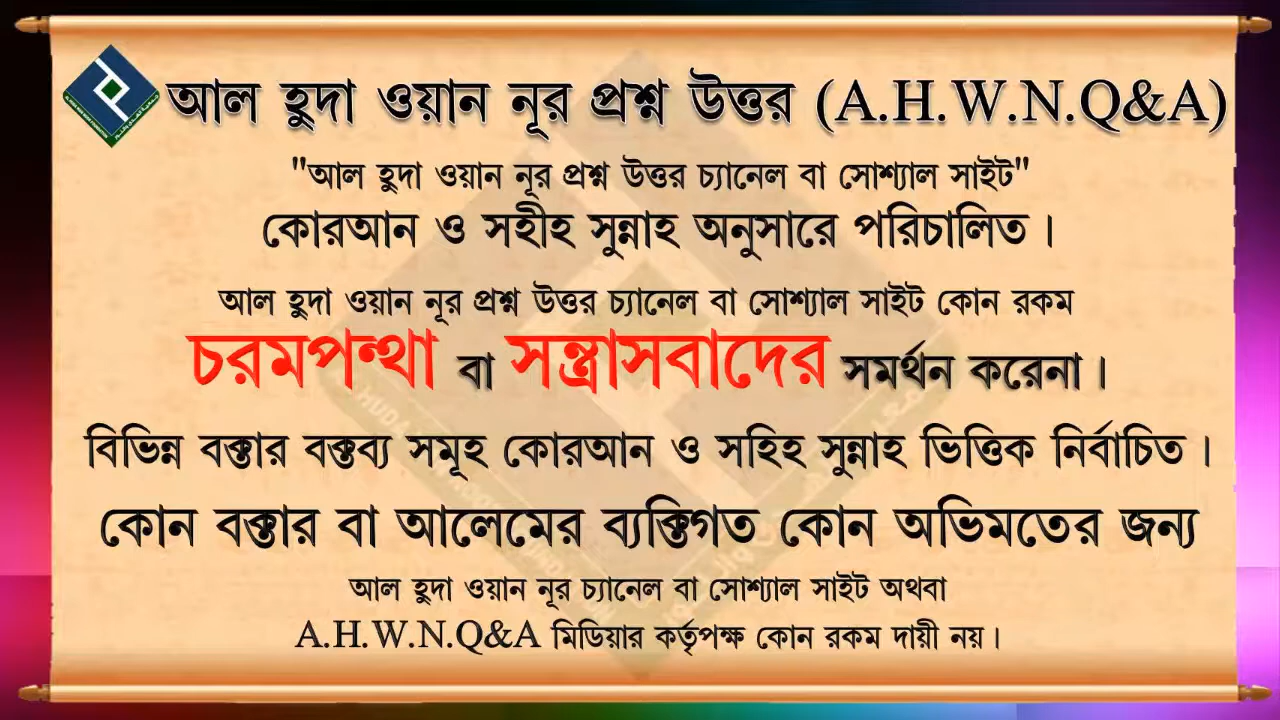 আল হুদা ওয়ান নূর প্রশ্ন উত্তর (A.H.W.N.Q&A)
"আল হুদা ওয়ান নূর প্রশ্ন উত্তর চ্যানেল বা সোশ্যাল সাইট"
কোরআন ও সহীহ সুন্নাহ অনুসারে পরিচালিত।
আল হুদা ওয়ান নূর প্রশ্ন উত্তর চ্যানেল বা সোশ্যাল সাইট কোন রকম
চরমপন্থা বা সন্ত্রাসবাদের সমর্থন করেনা।
বিভিন্ন বক্তার বক্তব্য সমূহ কোরআন ও সহিহ সুন্নাহ ভিত্তিক নির্বাচিত।
কোন বক্তার বা আলেমের ব্যক্তিগত কোন অভিমতের জন্য
আল হুদা ওয়ান নূর চ্যানেল বা সোশ্যাল সাইট অথবা
A.H.W.N.Q&A মিডিয়ার কর্তৃপক্ষ কোন রকম দায়ী নয়।